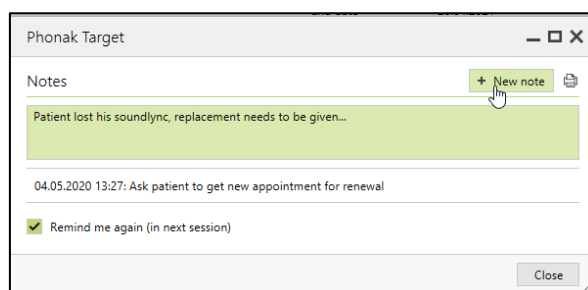 Phonak Target
Notes
+ New note
Patient lost his soundlync, replacement needs to be given...
04.05.2020 13:27: Ask patient to get new appointment for renewal
Remind me again (in next session)
Close